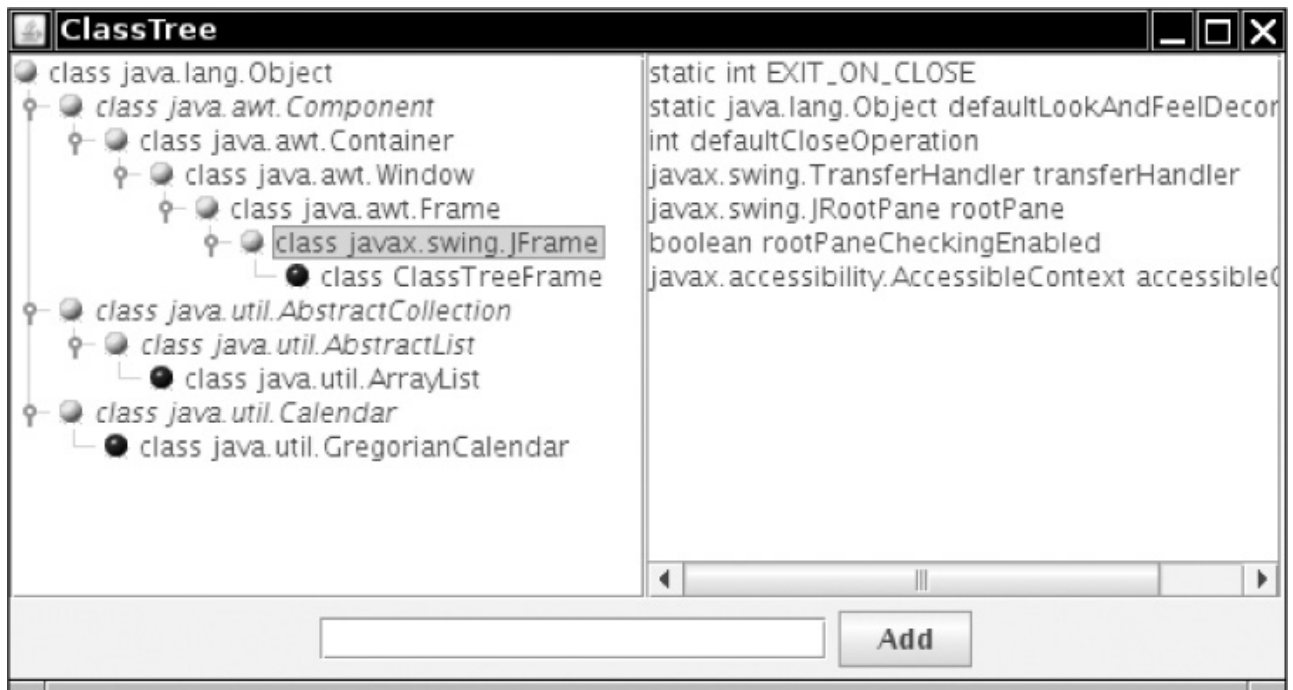 ClassTree
class java.lang.Object
class java.awt.Component
class java.awt.Container
class java.awt.Window
class java.awt.Frame
class javax.swing.JFrame
class ClassTreeFrame
class java.util.AbstractCollection
class java.util.AbstractList
class java.util.ArrayList
class java.util.Calendar
class java.util.GregorianCalendar
static int EXIT_ON_CLOSE
static java.lang.Object defaultLookAndFeelDecor
int defaultCloseOperation
javax.swing.TransferHandler transferHandler
javax.swing.JRootPane rootPane
boolean rootPaneCheckingEnabled
javax.accessibility.AccessibleContext accessibleC
Add